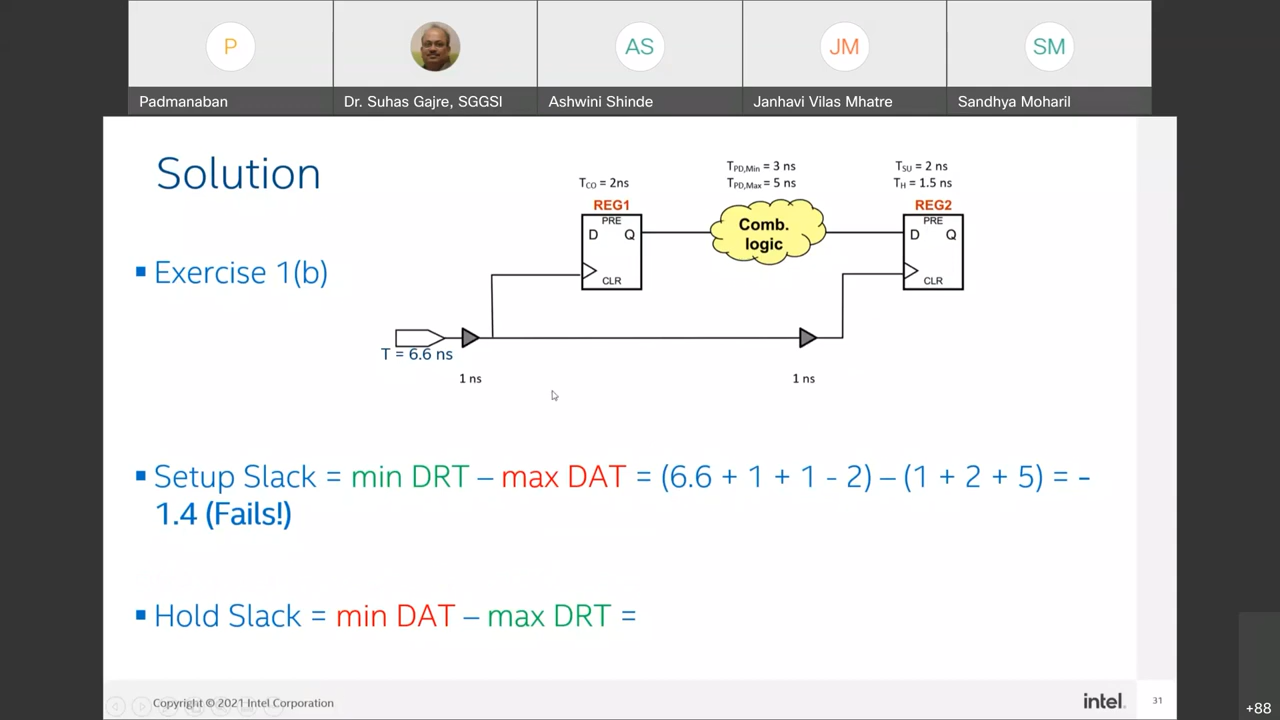 P
AS
JM
SM
Padmanaban
Dr. Suhas Gajre, SGGSI
Ashwini Shinde
Janhavi Vilas Mhatre
Sandhya Moharil
Solution
TCO = 2ns
REG1
PRE
D Q
CLR
TPD,Min = 3 ns
TPD,Max = 5 ns
Comb.
logic
TSU = 2 ns
TH = 1.5 ns
REG2
PRE
D Q
CLR
▪ Exercise 1(b)
T = 6.6 ns
1 ns
1 ns
▪ Setup Slack = min DRT – max DAT = (6.6 + 1 + 1 - 2) – (1 + 2 + 5) = -
1.4 (Fails!)
▪ Hold Slack = min DAT – max DRT =
Copyright © 2021 Intel Corporation
intel.
31
+88